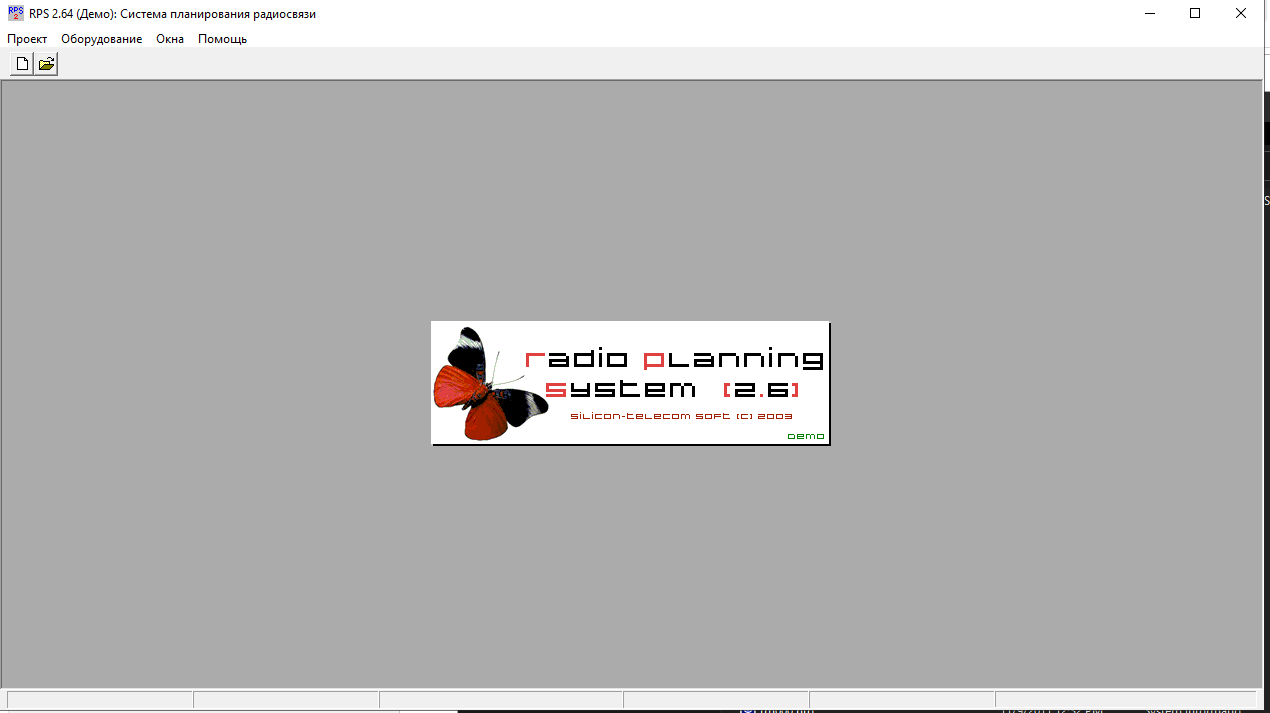 RPS 2.64 (Демо): Система планирования радиосвязи
Проект Оборудование Окна Помощь
radio planning
system [2.6]
silicon-telecom soft (c) 2003
DEMO